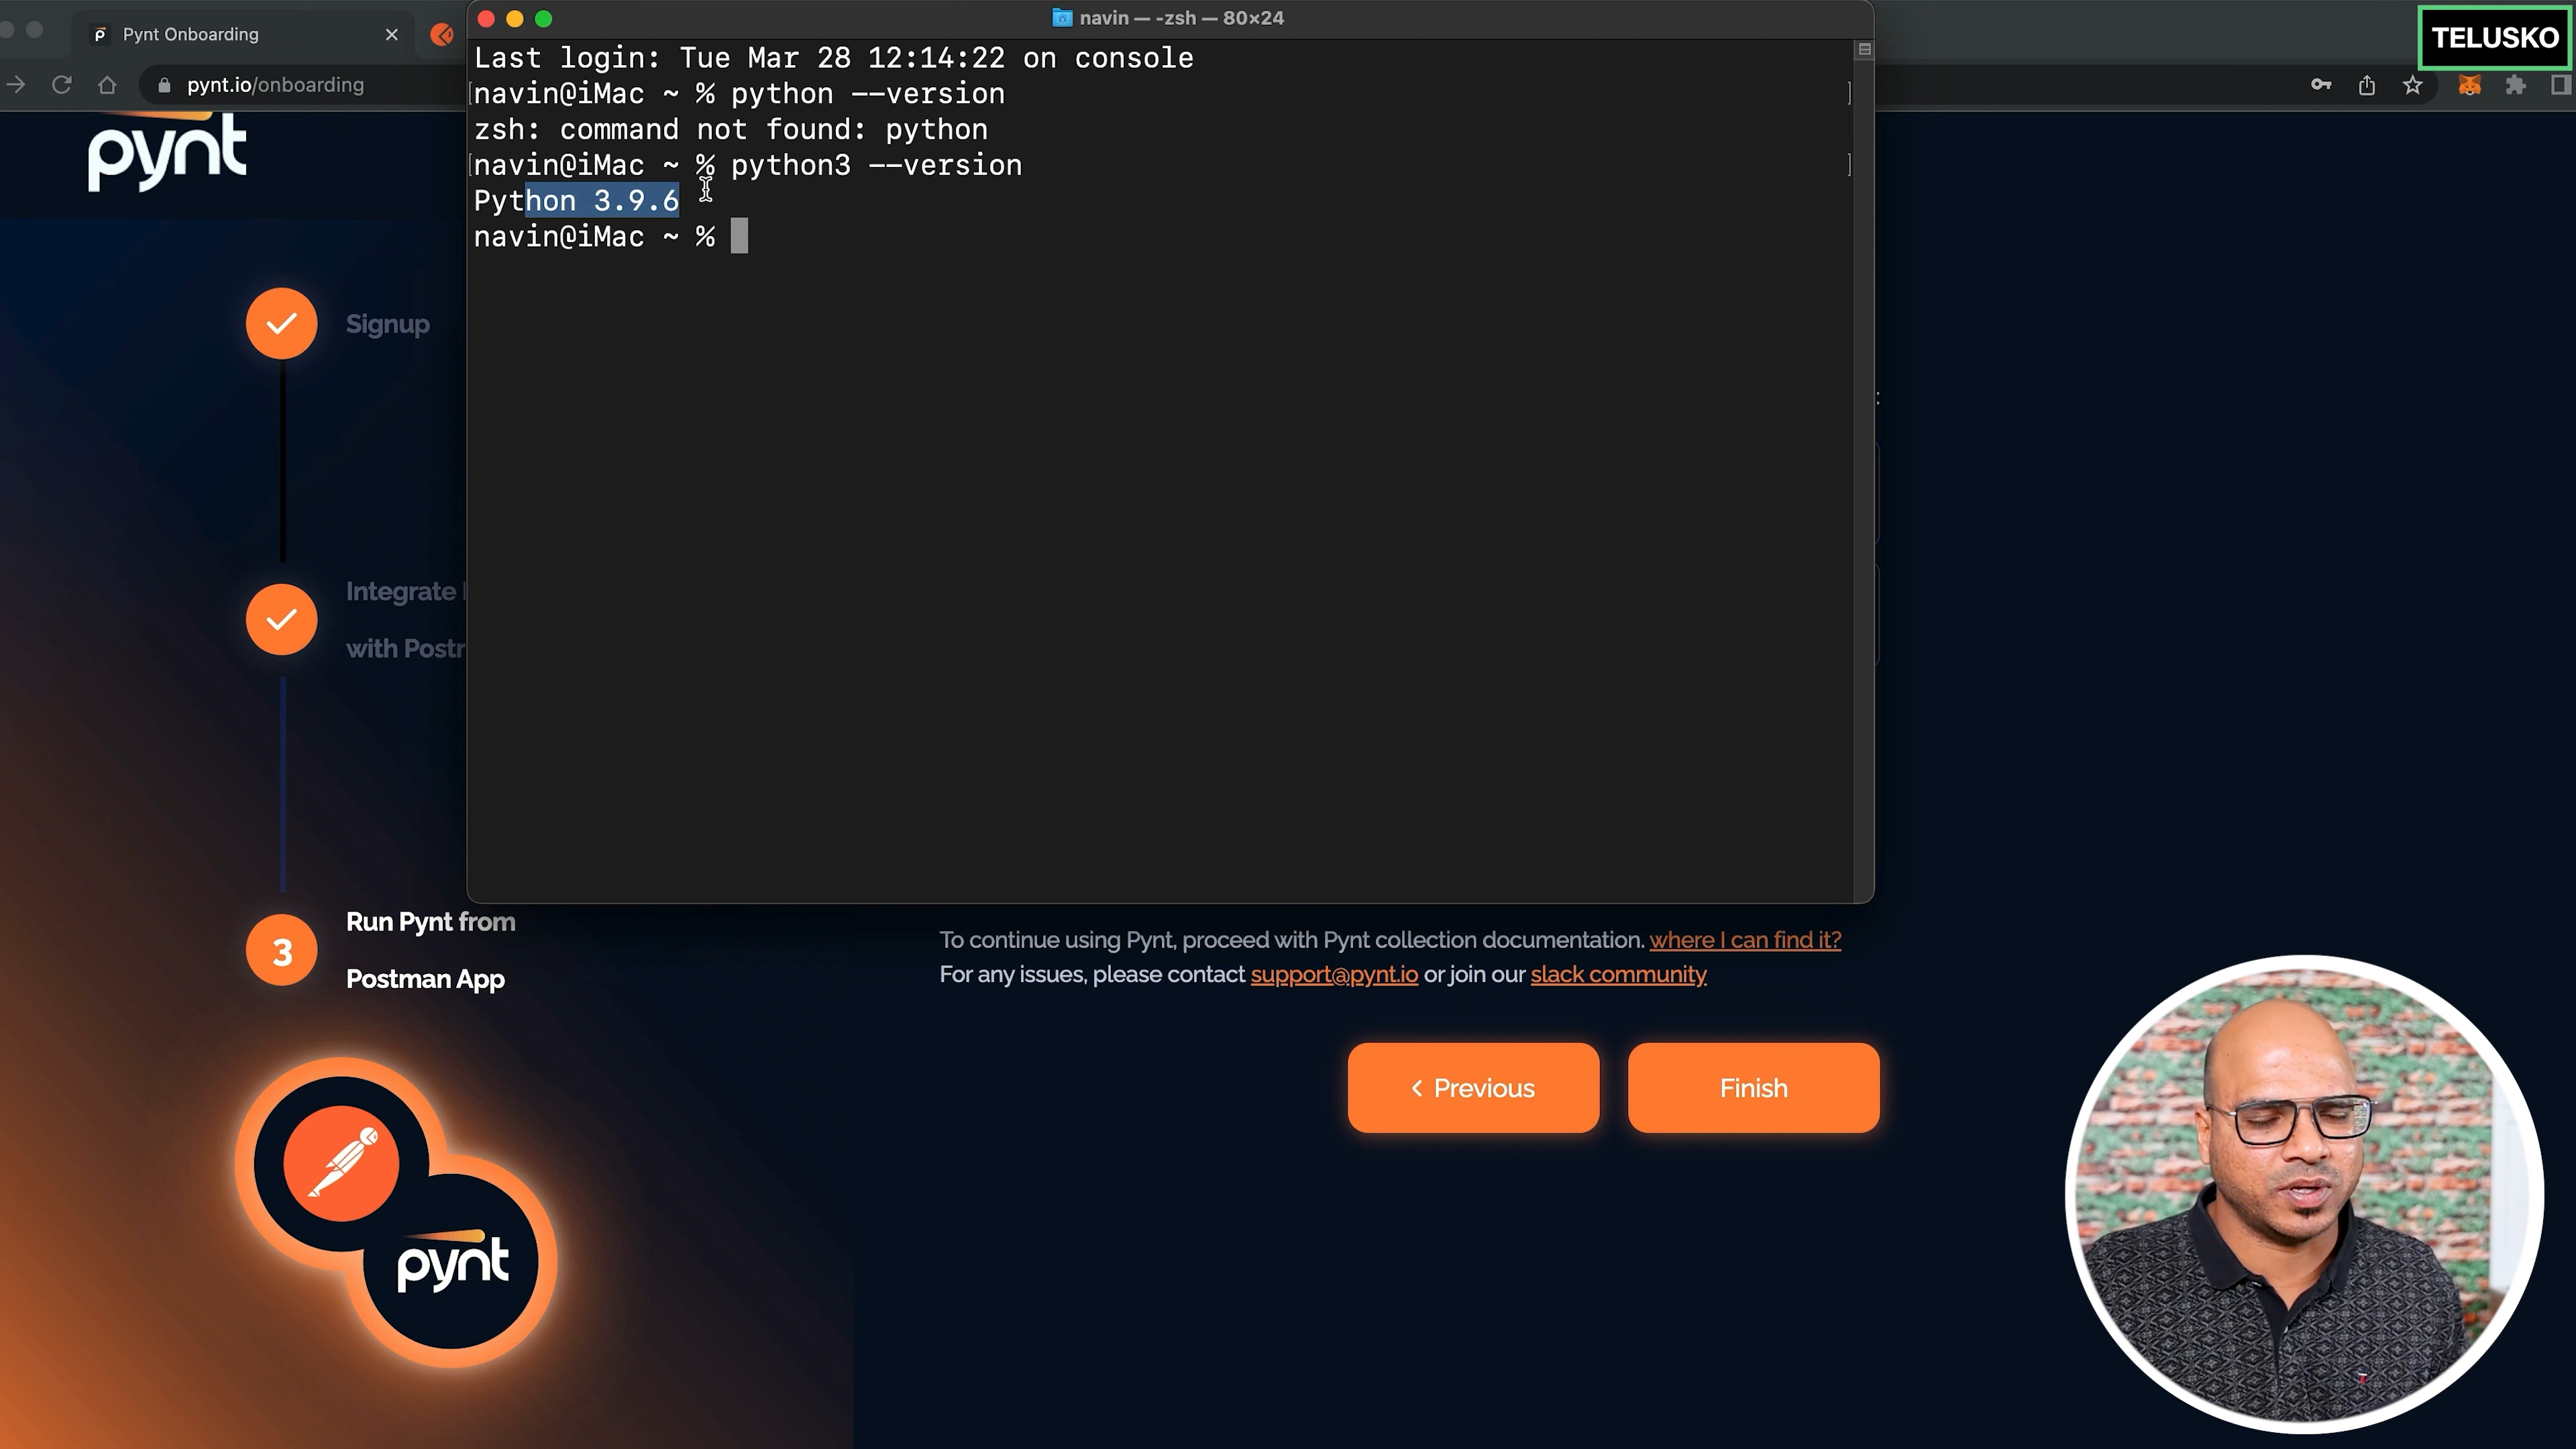 Pynt Onboarding
navin — -zsh — 80×24
TELUSKO
pynt.io/onboarding
Last login: Tue Mar 28 12:14:22 on console
navin@iMac ~ % python --version
zsh: command not found: python
navin@iMac ~ % python3 --version
Python 3.9.6
navin@iMac ~ %
pynt
Signup
Integrate
with Post
3
Run Pynt from
Postman App
To continue using Pynt, proceed with Pynt collection documentation. where I can find it?
For any issues, please contact support@pynt.io or join our slack community
Previous
Finish
pynt